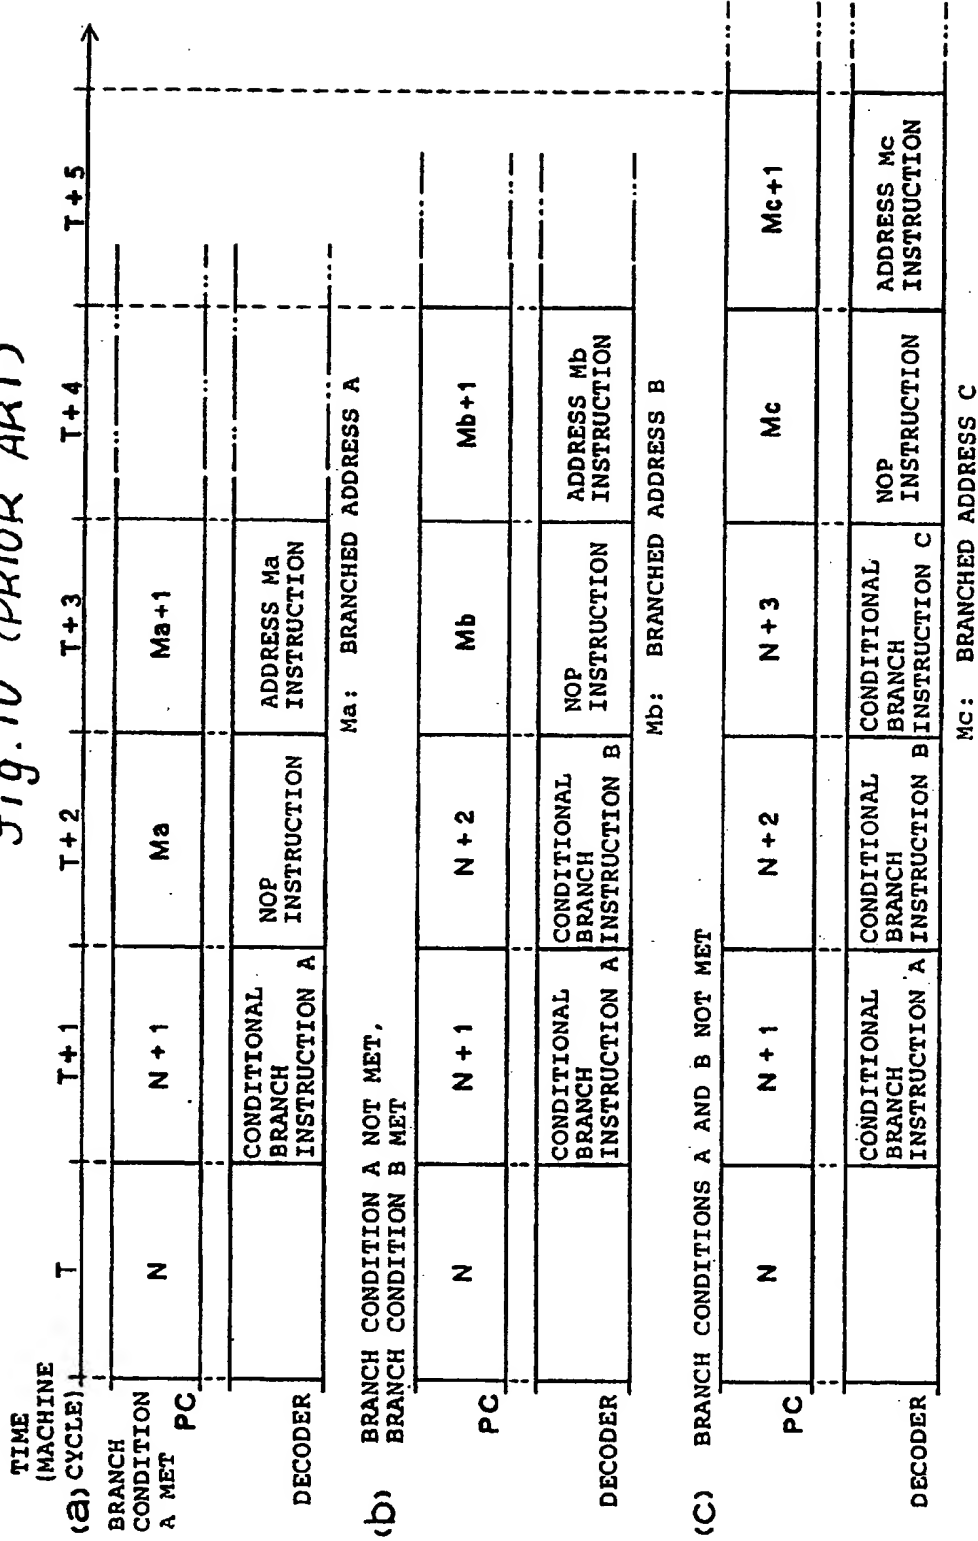 Fig. 10 (PRIOR ART)
TIME
(MACHINE
CYCLE)
T
T+1
T+2
T+3
T+4
T+5
(a)
BRANCH
CONDITION
A MET
PC
N
N+1
Ma
Ma+1
DECODER
CONDITIONAL
BRANCH
INSTRUCTION A
NOP
INSTRUCTION
ADDRESS Ma
INSTRUCTION
Ma: BRANCHED ADDRESS A
(b)
BRANCH CONDITION A NOT MET,
BRANCH CONDITION B MET
PC
N
N+1
N+2
Mb
Mb+1
DECODER
CONDITIONAL
BRANCH
INSTRUCTION A
CONDITIONAL
BRANCH
INSTRUCTION B
NOP
INSTRUCTION
ADDRESS Mb
INSTRUCTION
Mb: BRANCHED ADDRESS B
(C)
BRANCH CONDITIONS A AND B NOT MET
PC
N
N+1
N+2
N+3
Mc
Mc+1
DECODER
CONDITIONAL
BRANCH
INSTRUCTION A
CONDITIONAL
BRANCH
INSTRUCTION B
CONDITIONAL
BRANCH
INSTRUCTION C
NOP
INSTRUCTION
ADDRESS Mc
INSTRUCTION
Mc: BRANCHED ADDRESS C